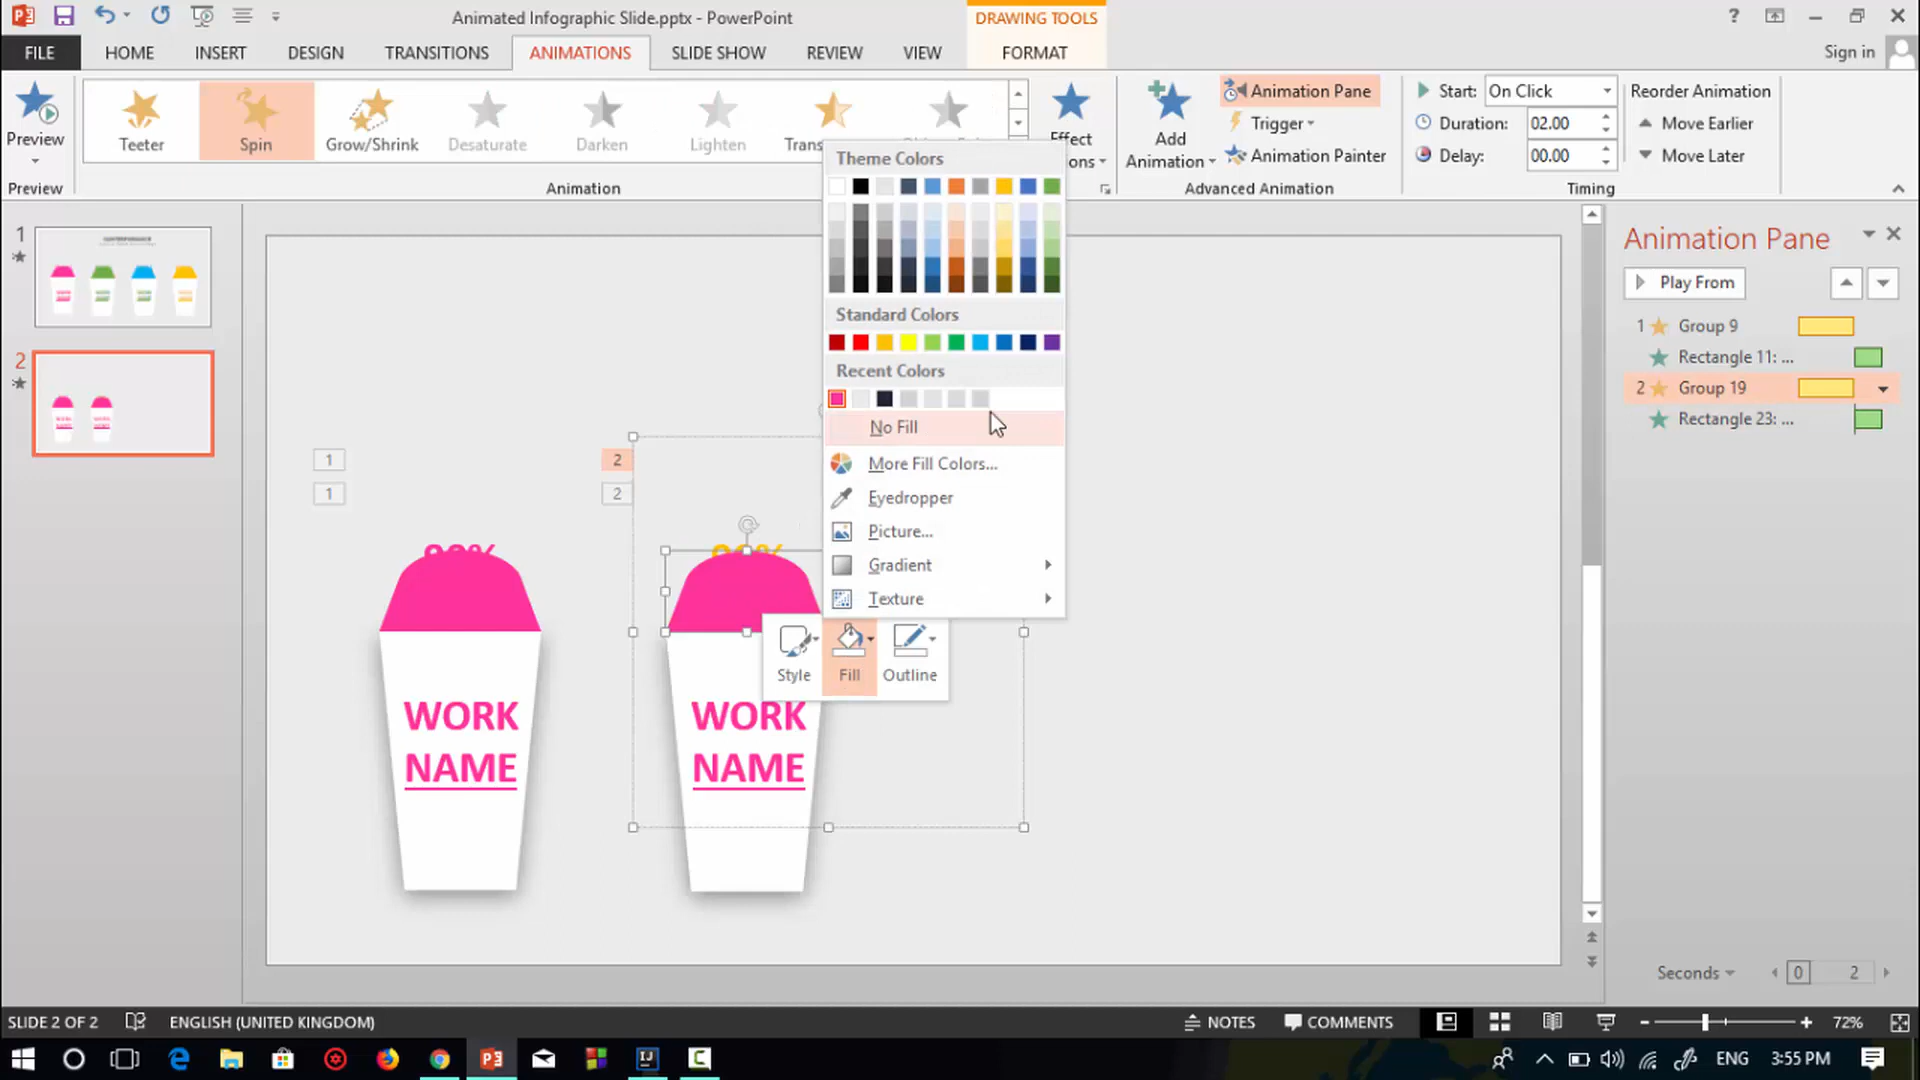 Animated Infographic Slide.pptx - PowerPoint
DRAWING TOOLS
?
FILE
HOME
INSERT
DESIGN
TRANSITIONS
ANIMATIONS
SLIDE SHOW
REVIEW
VIEW
FORMAT
Sign in
Preview
Teeter
Spin
Grow/Shrink
Desaturate
Darken
Lighten
Effect
Add
Animation
Animation Pane
Trigger
Animation Painter
Start: On Click
Duration: 02.00
Delay: 00.00
Reorder Animation
Move Earlier
Move Later
Preview
Animation
Advanced Animation
Timing
Theme Colors
Standard Colors
Recent Colors
No Fill
More Fill Colors...
Eyedropper
Picture...
Gradient
Texture
Style
Fill
Outline
1
2
1
1
2
2
WORK
NAME
WORK
NAME
Animation Pane
Play From
1 Group 9
Rectangle 11: ...
2 Group 19
Rectangle 23: ...
Seconds
0
2
SLIDE 2 OF 2
ENGLISH (UNITED KINGDOM)
NOTES
COMMENTS
72%
ENG
3:55 PM